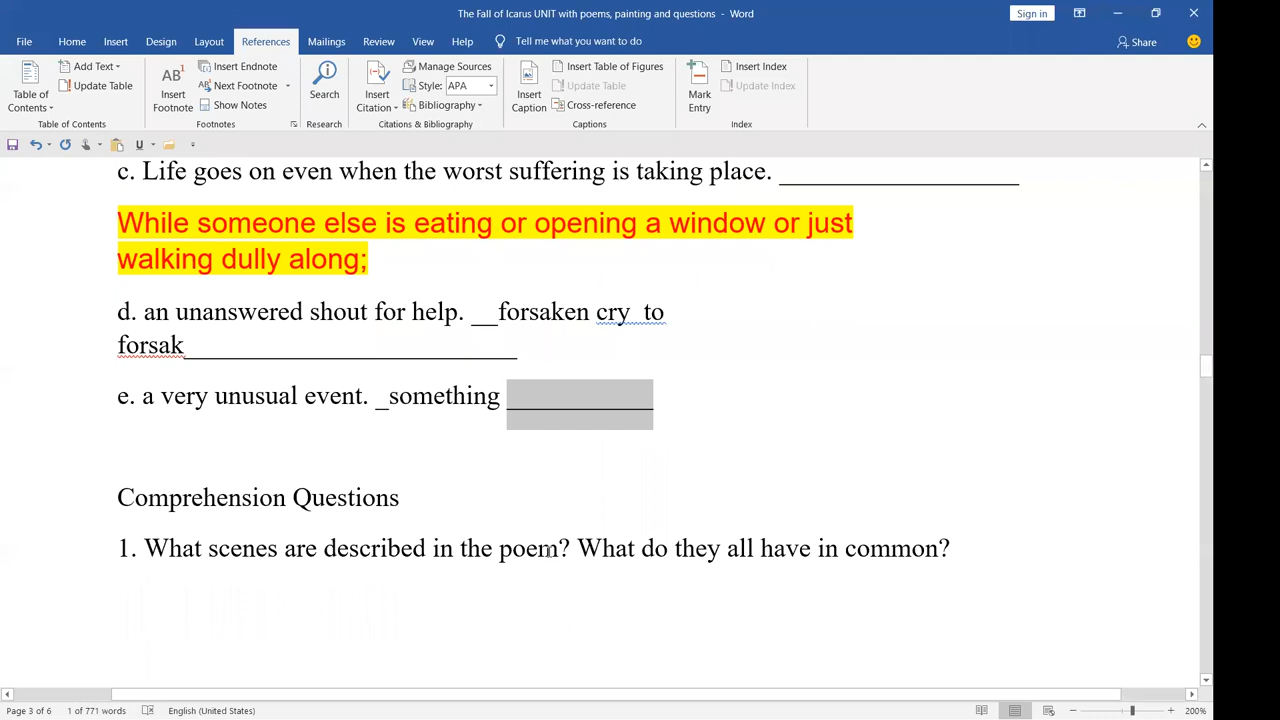 The Fall of Icarus UNIT with poems, painting and questions - Word
Sign in
File Home Insert Design Layout References Mailings Review View Help Tell me what you want to do
Share
Table of Contents
Add Text
Update Table
Table of Contents
AB1 Insert Footnote
Insert Endnote
Next Footnote
Show Notes
Footnotes
Search
Research
Insert Citation
Manage Sources
Style: APA
Bibliography
Citations & Bibliography
Insert Caption
Insert Table of Figures
Update Table
Cross-reference
Captions
Mark Entry
Insert Index
Update Index
Index
c. Life goes on even when the worst suffering is taking place. ____________________
While someone else is eating or opening a window or just
walking dully along;
d. an unanswered shout for help. __forsaken cry  to
forsak_________________________
e. a very unusual event. _something ___________
Comprehension Questions
1. What scenes are described in the poem? What do they all have in common?
Page 3 of 6 1 of 771 words English (United States) 200%